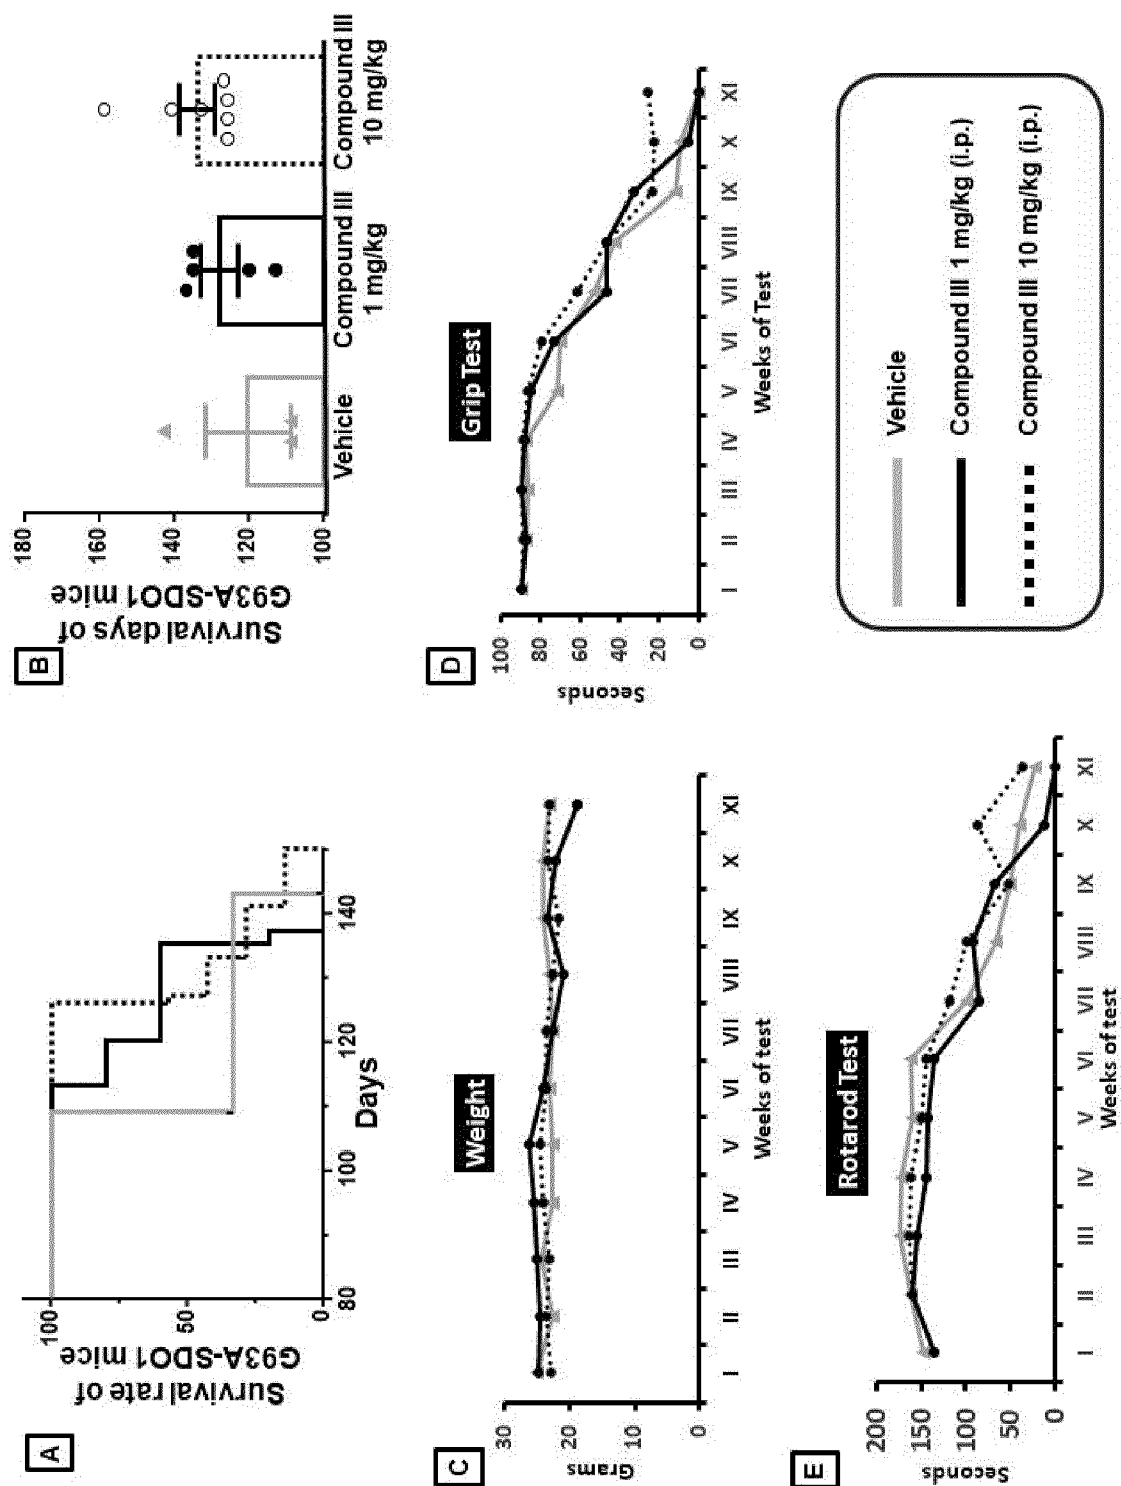 A
Survival rate of
G93A-SDO1 mice
100
50
0
80
100
120
140
Days
B
Survival days of
G93A-SDO1 mice
180
160
140
120
100
Vehicle
Compound III
1 mg/kg
Compound III
10 mg/kg
C
Weight
Grams
30
20
10
0
I II III IV V VI VII VIII IX X XI
Weeks of test
D
Grip Test
Seconds
100
80
60
40
20
0
I II III IV V VI VII VIII IX X XI
Weeks of Test
E
Rotarod Test
Seconds
200
150
100
50
0
I II III IV V VI VII VIII IX X XI
Weeks of test
Vehicle
Compound III 1 mg/kg (i.p.)
Compound III 10 mg/kg (i.p.)